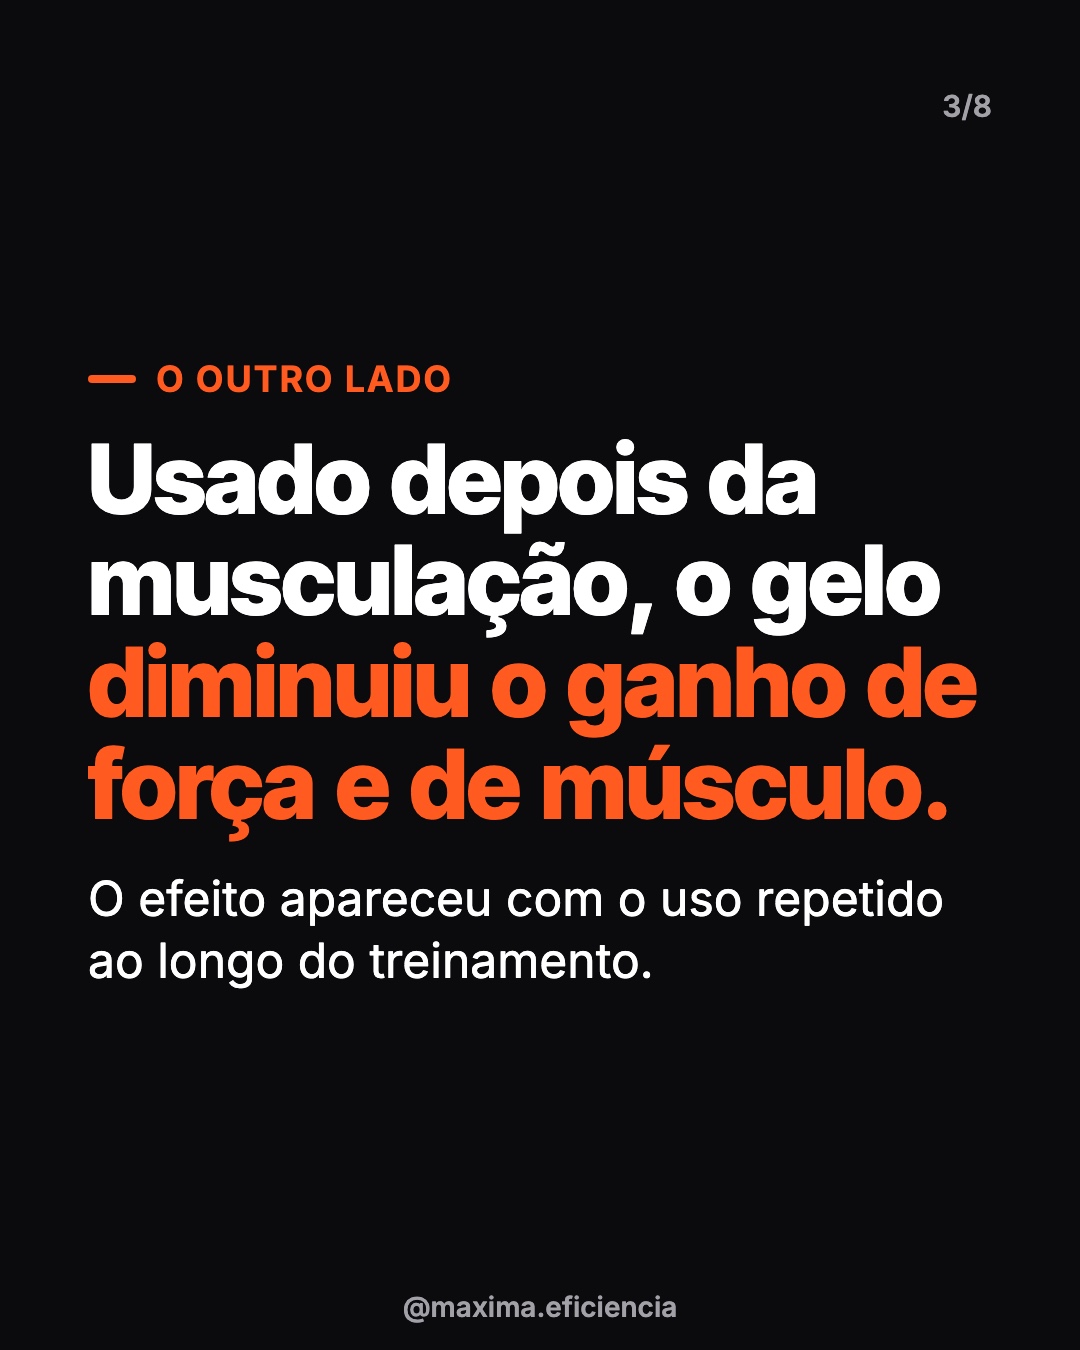 3/8
O OUTRO LADO
Usado depois da
musculação, o gelo
diminuiu o ganho de
força e de músculo.
O efeito apareceu com o uso repetido
ao longo do treinamento.
@maxima.eficiencia